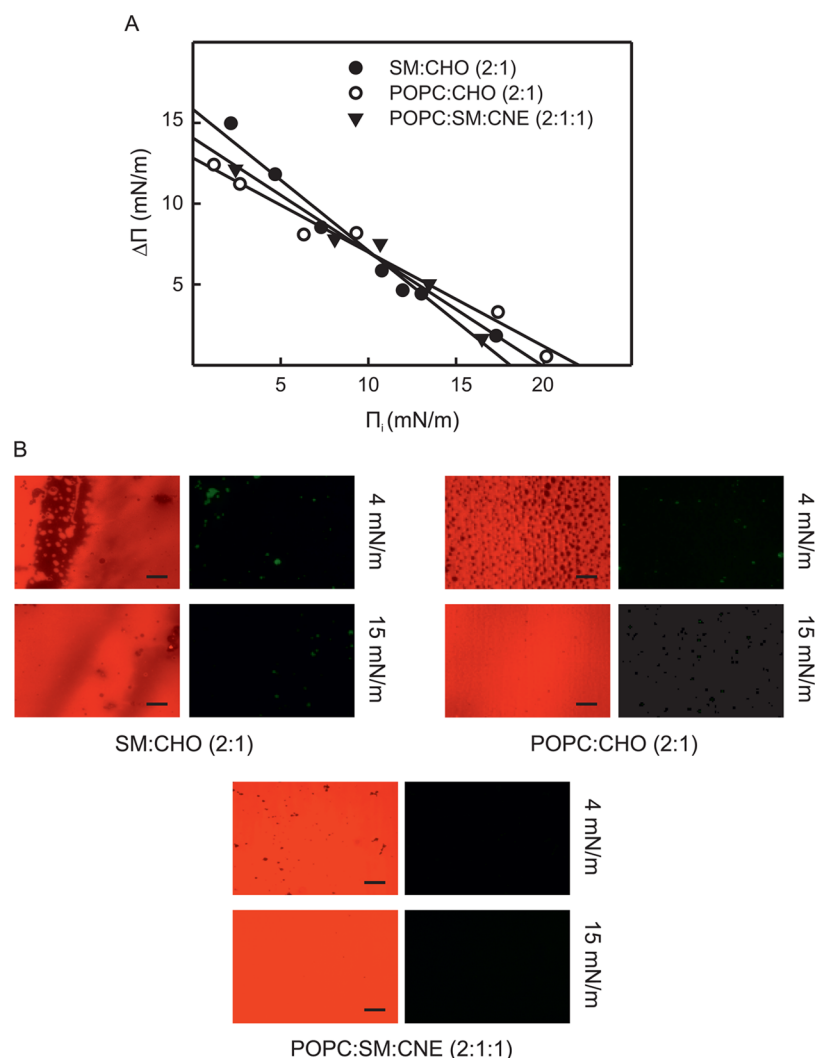 A
SM:CHO (2:1)
POPC:CHO (2:1)
POPC:SM:CNE (2:1:1)
15
10
5
ΔΠ (mN/m)
5
10
15
20
Πi (mN/m)
B
4 mN/m
4 mN/m
15 mN/m
15 mN/m
SM:CHO (2:1)
POPC:CHO (2:1)
4 mN/m
15 mN/m
POPC:SM:CNE (2:1:1)